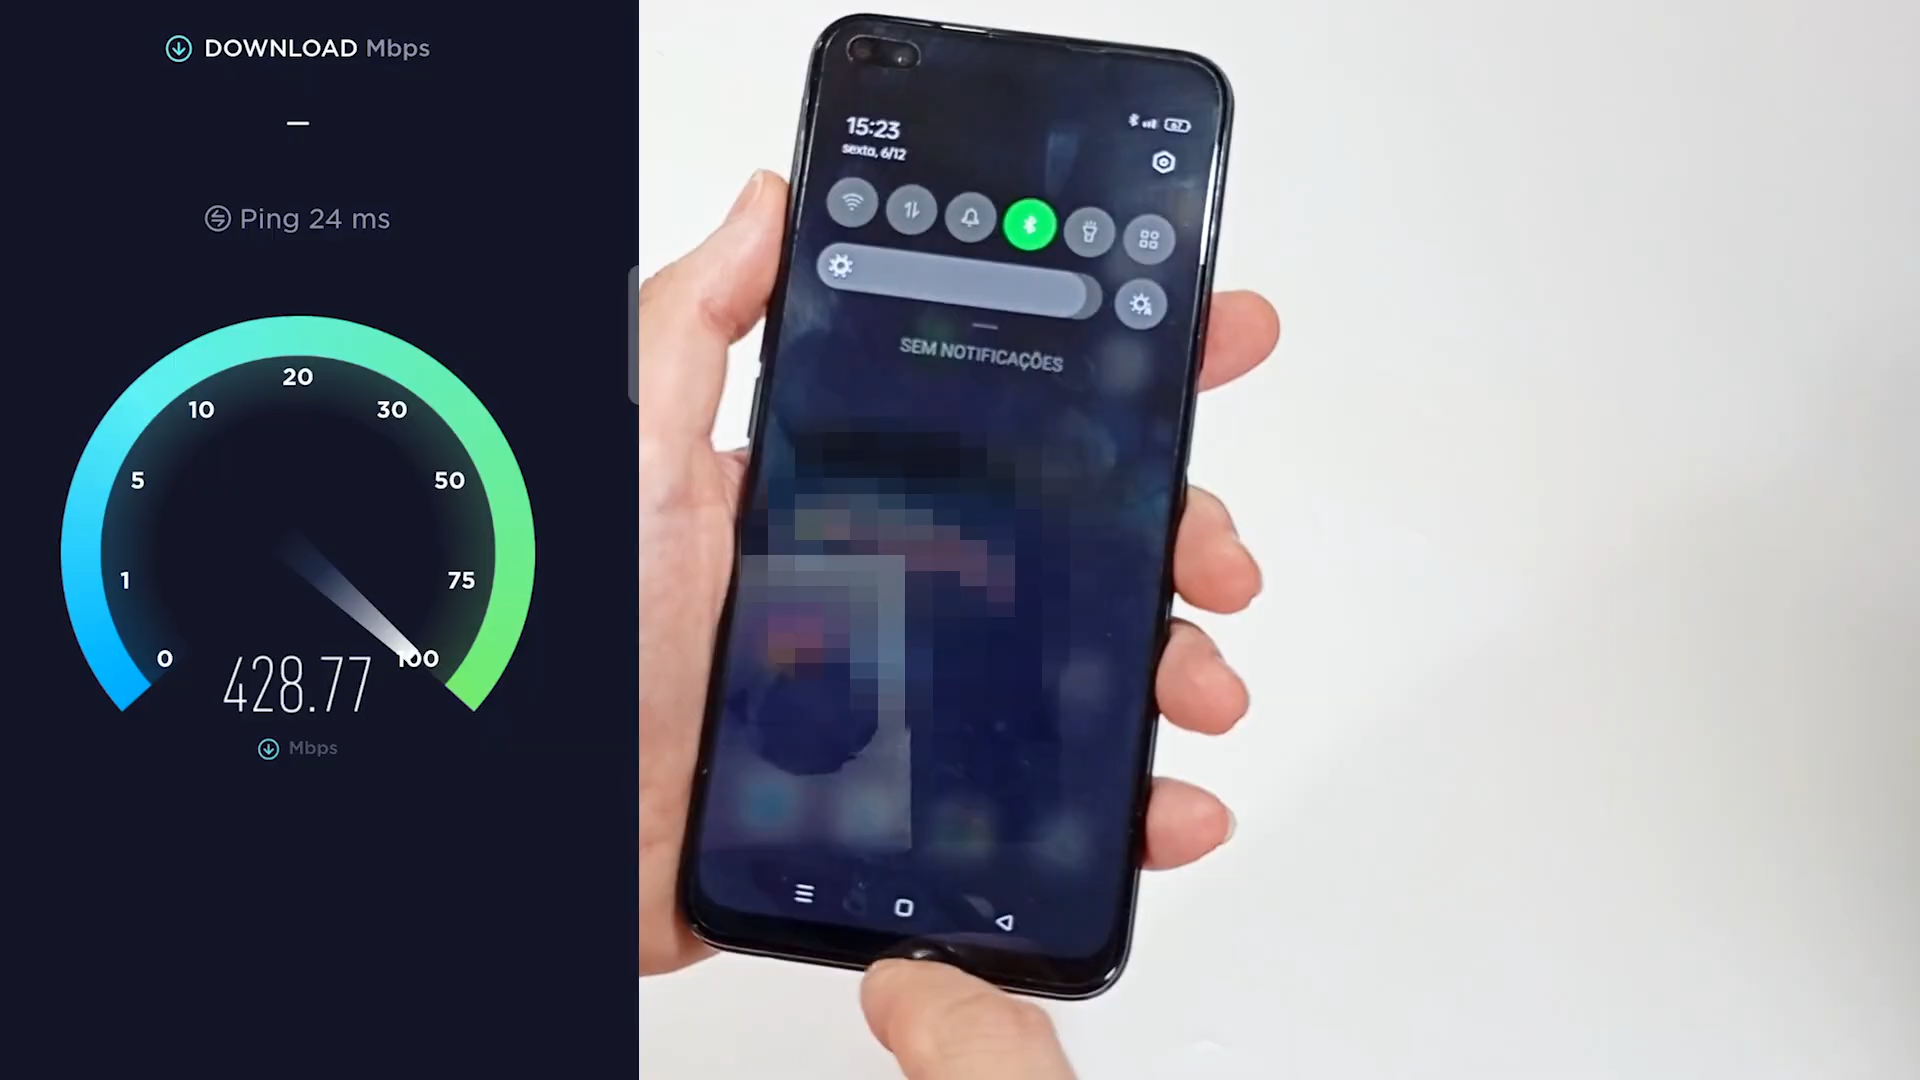 DOWNLOAD Mbps
—
Ping 24 ms
0
1
5
10
20
30
50
75
100
428.77
Mbps
15:23
sexta, 6/12
67
SEM NOTIFICAÇÕES